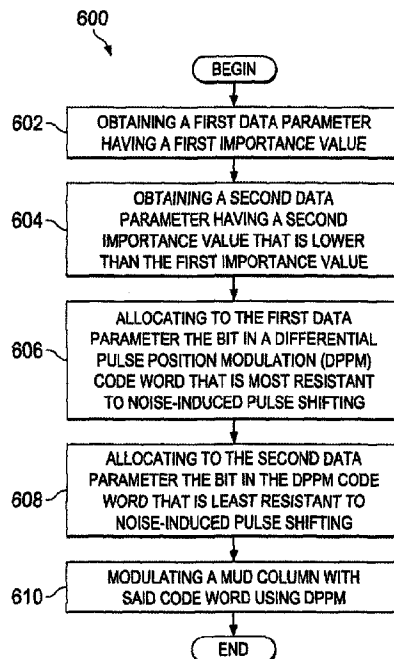 600
BEGIN
602
OBTAINING A FIRST DATA PARAMETER
HAVING A FIRST IMPORTANCE VALUE
604
OBTAINING A SECOND DATA
PARAMETER HAVING A SECOND
IMPORTANCE VALUE THAT IS LOWER
THAN THE FIRST IMPORTANCE VALUE
606
ALLOCATING TO THE FIRST DATA
PARAMETER THE BIT IN A DIFFERENTIAL
PULSE POSITION MODULATION (DPPM)
CODE WORD THAT IS MOST RESISTANT
TO NOISE-INDUCED PULSE SHIFTING
608
ALLOCATING TO THE SECOND DATA
PARAMETER THE BIT IN THE DPPM CODE
WORD THAT IS LEAST RESISTANT TO
NOISE-INDUCED PULSE SHIFTING
610
MODULATING A MUD COLUMN WITH
SAID CODE WORD USING DPPM
END